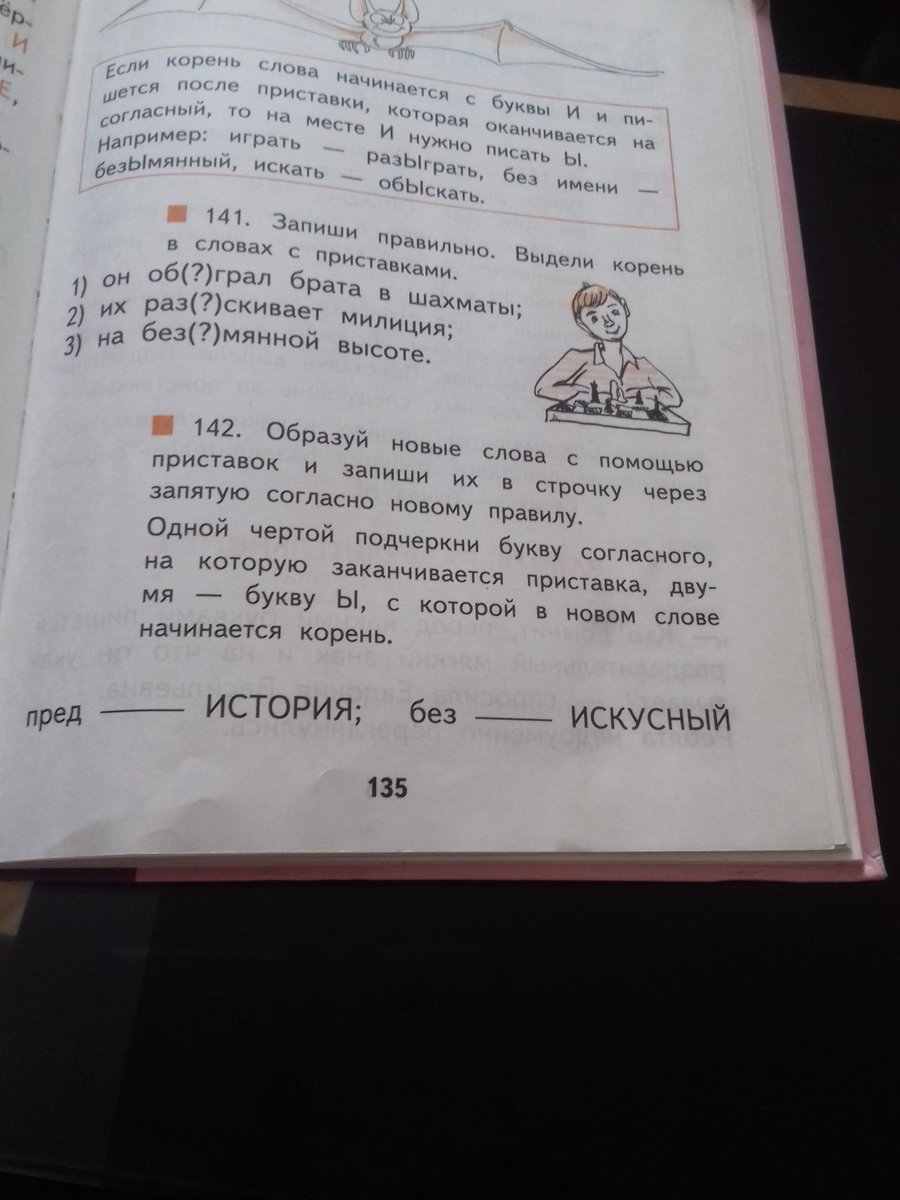 ёр-
И
ли-
Е,
Если корень слова начинается с буквы И и пи-
шется после приставки, которая оканчивается на
согласный, то на месте И нужно писать Ы.
Например: играть — разЫграть, без имени —
безЫмянный, искать — обЫскать.
141. Запиши правильно. Выдели корень
в словах с приставками.
1) он об(?)грал брата в шахматы;
2) их раз(?)скивает милиция;
3) на без(?)мянной высоте.
142. Образуй новые слова с помощью
приставок и запиши их в строчку через
запятую согласно новому правилу.
Одной чертой подчеркни букву согласного,
на которую заканчивается приставка, дву-
мя — букву Ы, с которой в новом слове
начинается корень.
пред ____ ИСТОРИЯ; без ____ ИСКУСНЫЙ
135